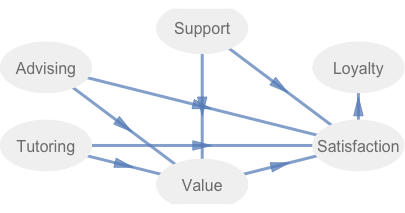 Support
Advising
Loyalty
Tutoring
Satisfaction
Value